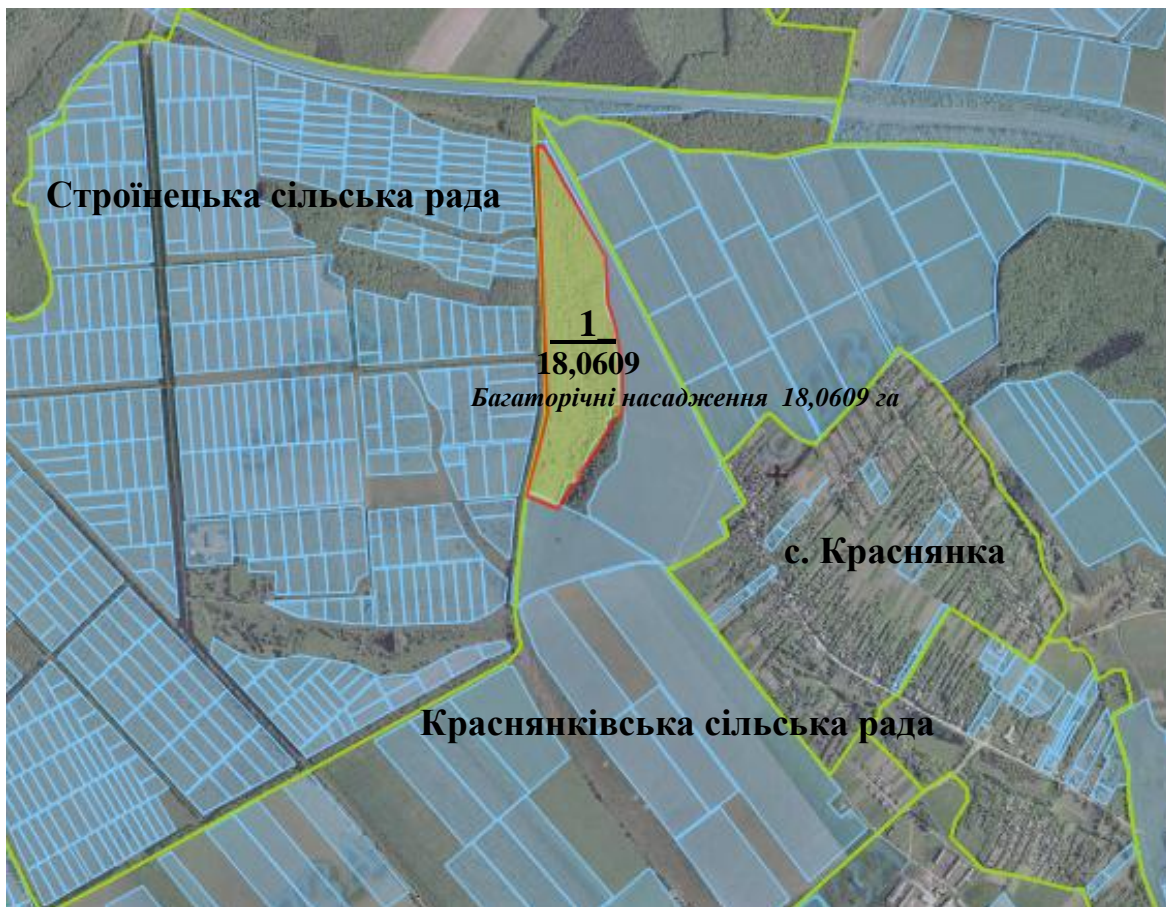 Строїнецька сільська рада
1
18,0609
Багаторічні насадження 18,0609 га
с. Краснянка
Краснянківська сільська рада